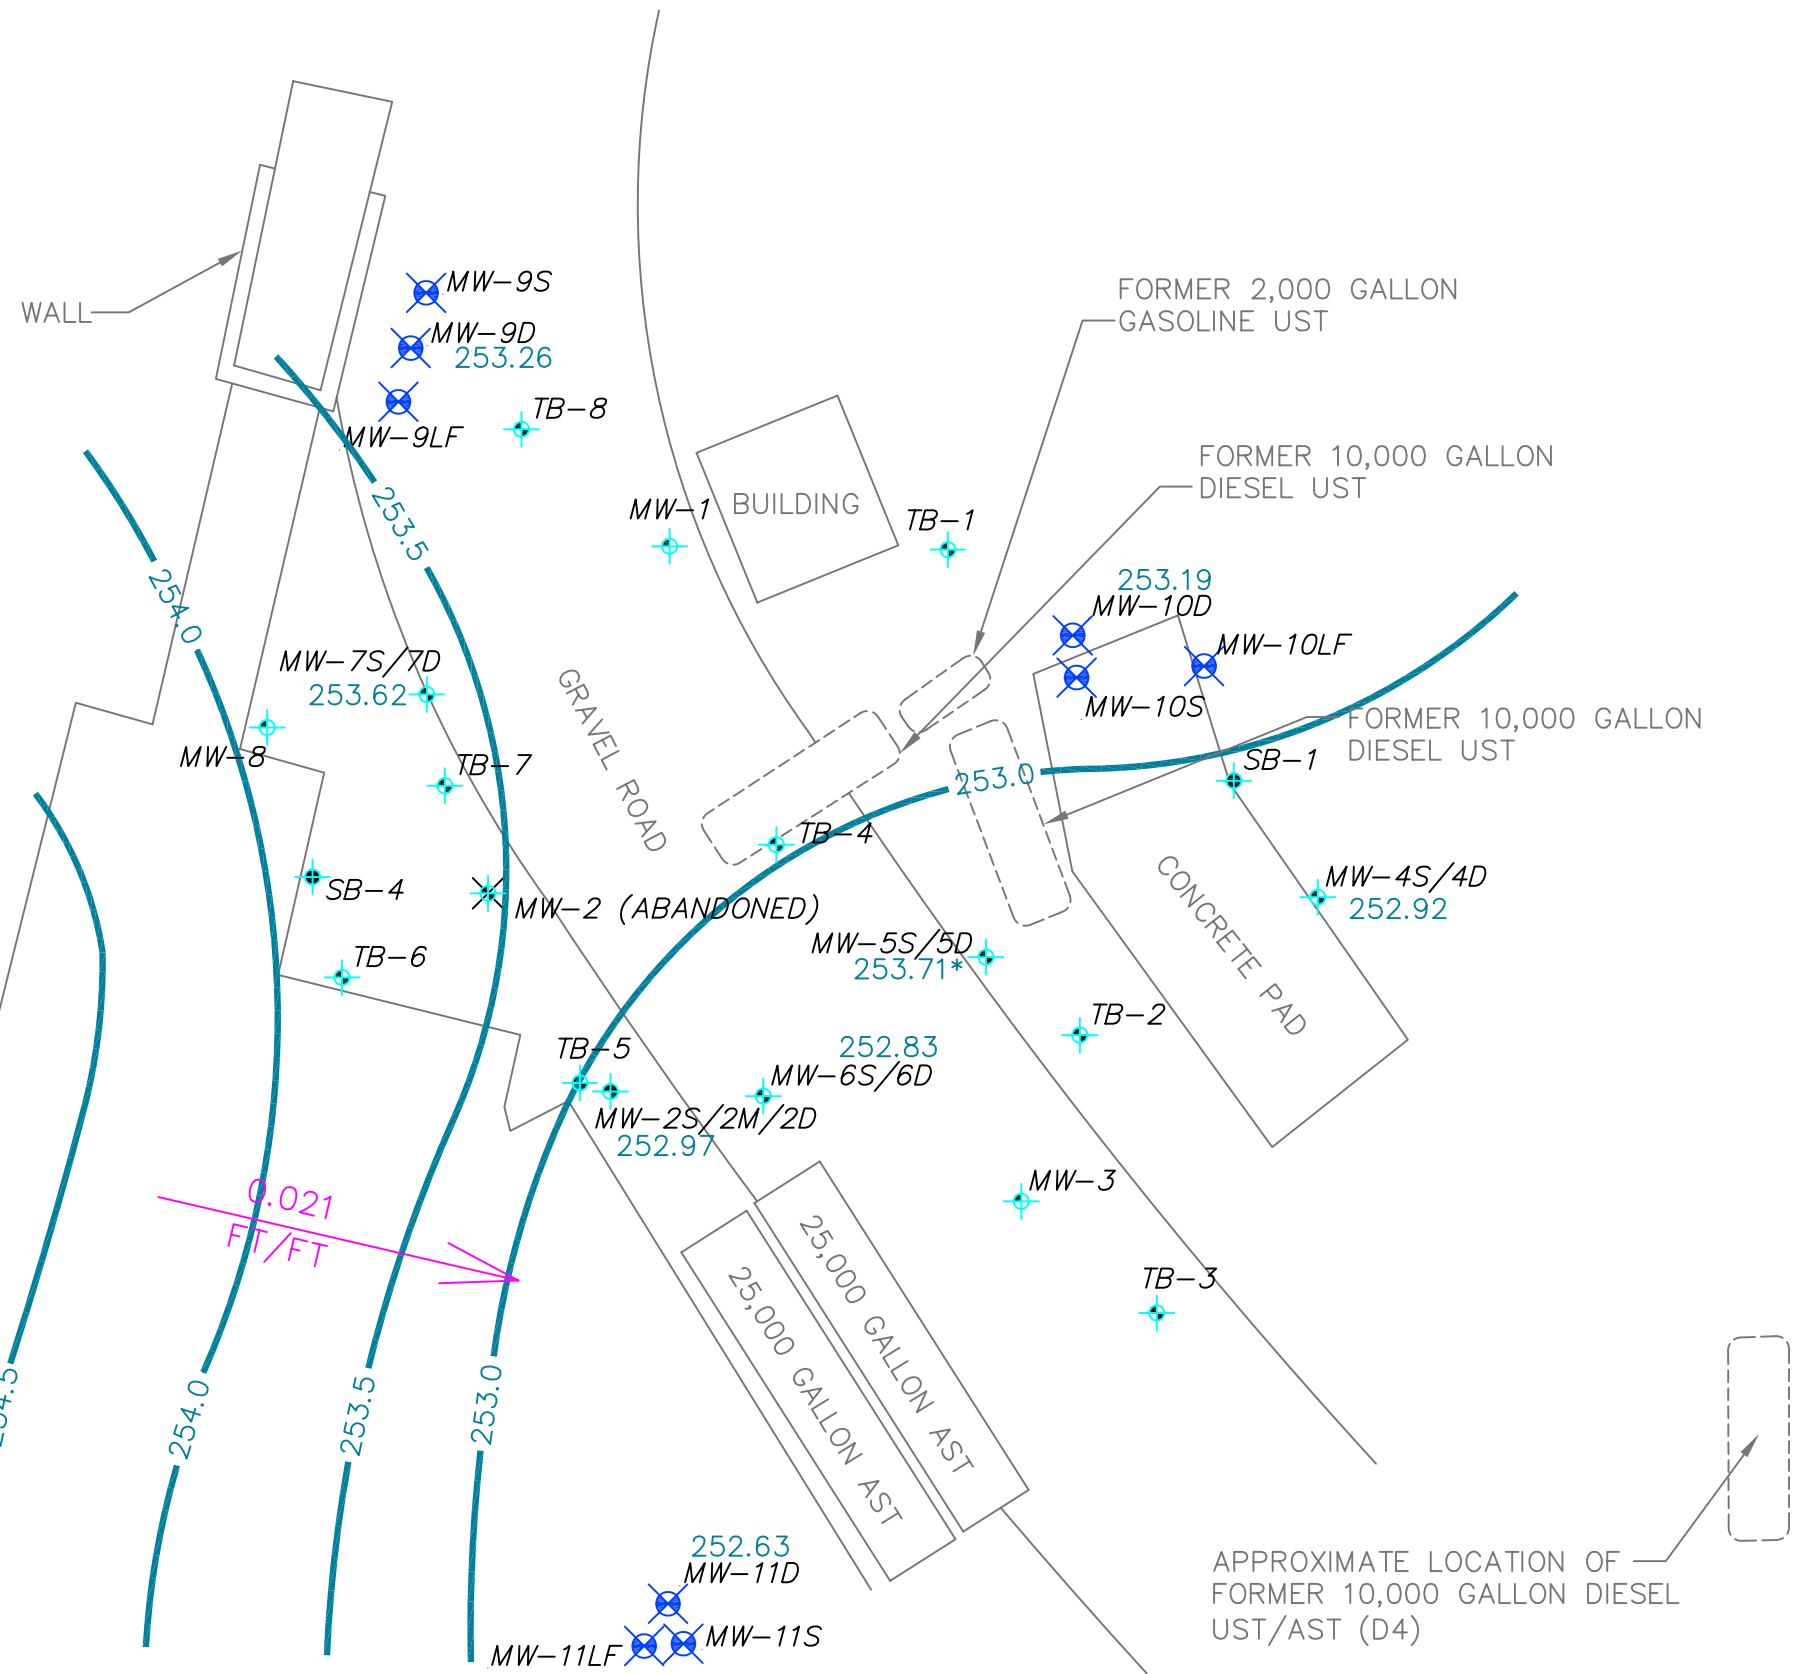 MW-9S
FORMER 2,000 GALLON
GASOLINE UST
WALL
MW-9D
253.26
TB-8
MW-9LF
FORMER 10,000 GALLON
DIESEL UST
253.5
BUILDING
MW-1
TB-1
253.19
MW-10D
254.0
MW-10LF
MW-7S/7D
253.62
MW-10S
GRAVEL ROAD
FORMER 10,000 GALLON
DIESEL UST
MW-8
TB-7
253.0
SB-1
TB-4
SB-4
MW-2 (ABANDONED)
MW-4S/4D
252.92
CONCRETE PAD
MW-5S/5D
253.71*
TB-6
TB-2
TB-5
252.83
MW-6S/6D
MW-2S/2M/2D
252.97
MW-3
0.021
FT/FT
TB-3
25,000 GALLON AST
25,000 GALLON AST
254.5
254.0
253.5
253.0
252.63
MW-11D
MW-11S
MW-11LF
APPROXIMATE LOCATION OF
FORMER 10,000 GALLON DIESEL
UST/AST (D4)